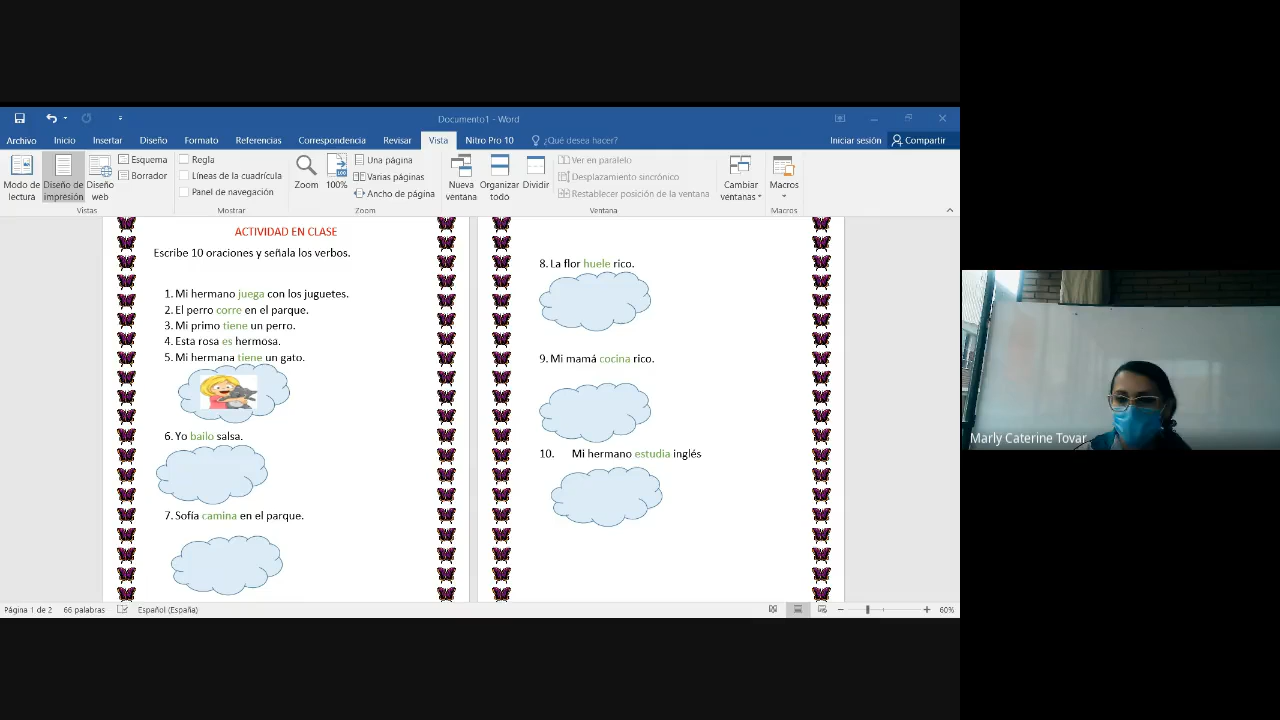 Documento1 - Word
Archivo Inicio Insertar Diseño Formato Referencias Correspondencia Revisar Vista Nitro Pro 10 ¿Qué desea hacer? Iniciar sesión Compartir
Modo de lectura
Diseño de impresión
Diseño web
Esquema
Borrador
Vistas
Regla
Líneas de la cuadrícula
Panel de navegación
Mostrar
Zoom
100%
Una página
Varias páginas
Ancho de página
Zoom
Nueva ventana
Organizar todo
Dividir
Ver en paralelo
Desplazamiento sincrónico
Restablecer posición de la ventana
Ventana
Cambiar ventanas
Macros
Macros
ACTIVIDAD EN CLASE
Escribe 10 oraciones y señala los verbos.
1. Mi hermano juega con los juguetes.
2. El perro corre en el parque.
3. Mi primo tiene un perro.
4. Esta rosa es hermosa.
5. Mi hermana tiene un gato.
6. Yo bailo salsa.
7. Sofía camina en el parque.
8. La flor huele rico.
9. Mi mamá cocina rico.
10. Mi hermano estudia inglés
Página 1 de 2 66 palabras Español (España) 60%
Marly Caterine Tovar